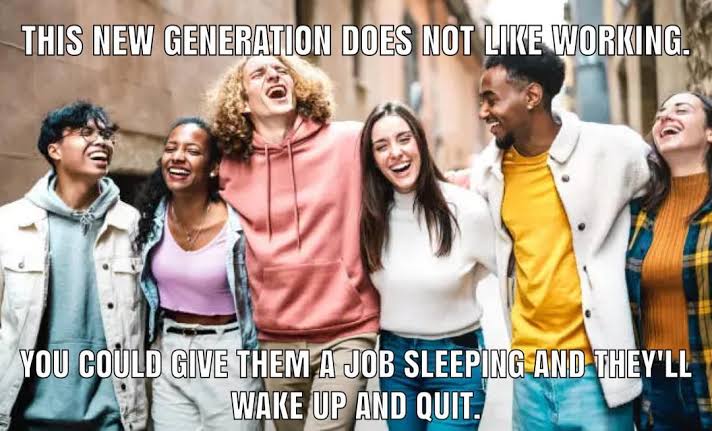 THIS NEW GENERATION DOES NOT LIKE WORKING.
YOU COULD GIVE THEM A JOB SLEEPING AND THEY'LL
WAKE UP AND QUIT.